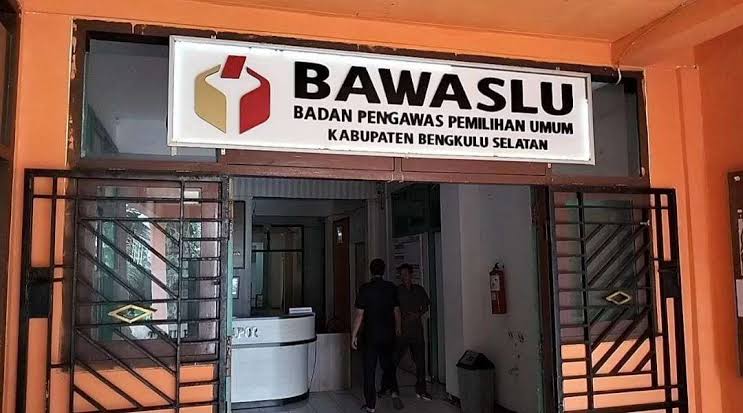 BAWASLU
BADAN PENGAWAS PEMILIHAN UMUM
KABUPATEN BENGKULU SELATAN